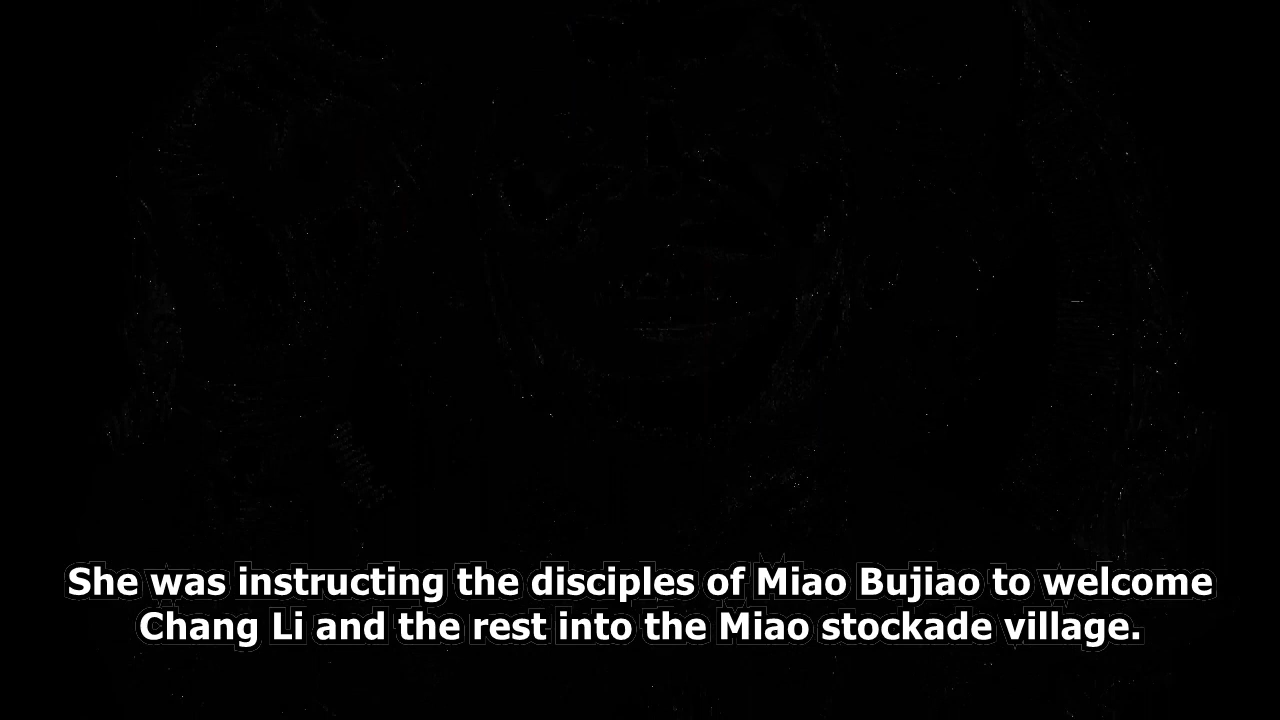 She was instructing the disciples of Miao Bujiao to welcome
Chang Li and the rest into the Miao stockade village.